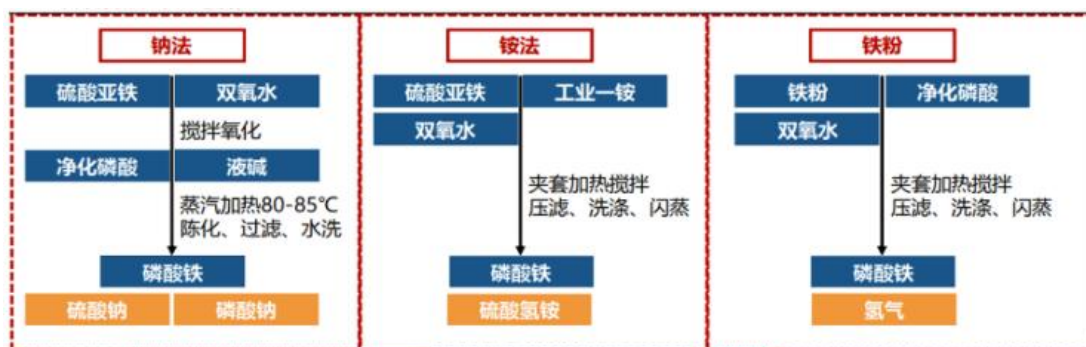 钠法
硫酸亚铁 双氧水
搅拌氧化
净化磷酸 液碱
蒸汽加热80-85℃
陈化、过滤、水洗
磷酸铁
硫酸钠 磷酸钠
铵法
硫酸亚铁 工业一铵
双氧水
夹套加热搅拌
压滤、洗涤、闪蒸
磷酸铁
硫酸氢铵
铁粉
铁粉 净化磷酸
双氧水
夹套加热搅拌
压滤、洗涤、闪蒸
磷酸铁
氢气